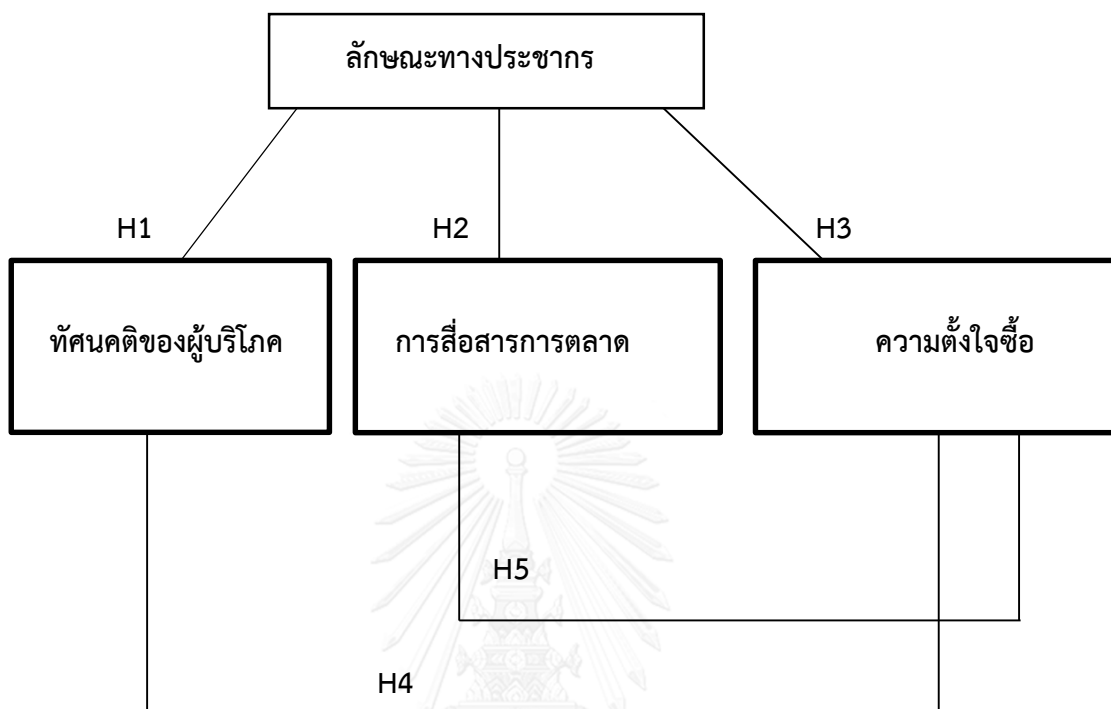 ลักษณะทางประชากร
H1
H2
H3
ทัศนคติของผู้บริโภค
การสื่อสารการตลาด
ความตั้งใจซื้อ
H5
H4